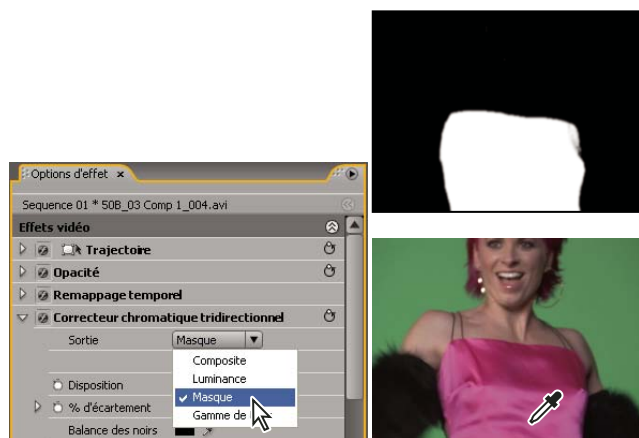 Options d'effet
Sequence 01 * 50B_03 Comp 1_004.avi
Effets vidéo
Trajectoire
Opacité
Remappage temporel
Correcteur chromatique tridirectionnel
Sortie Masque
Composite
Luminance
Disposition
Masque
% d'écartement
Gamme de
Balance des noirs